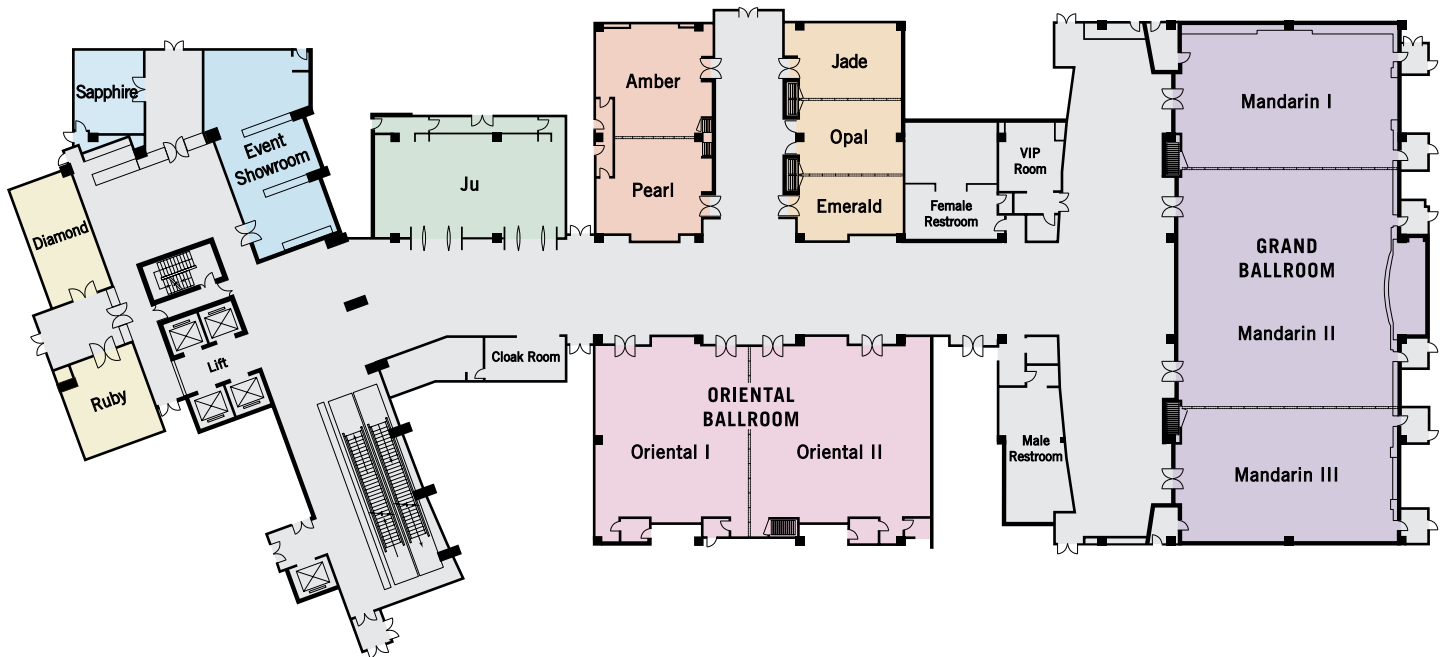 Sapphire
Event
Showroom
Diamond
Ruby
Lift
Ju
Cloak Room
Amber
Pearl
Jade
Opal
Emerald
Female
Restroom
VIP
Room
ORIENTAL
BALLROOM
Oriental I
Oriental II
Male
Restroom
Mandarin I
GRAND
BALLROOM
Mandarin II
Mandarin III